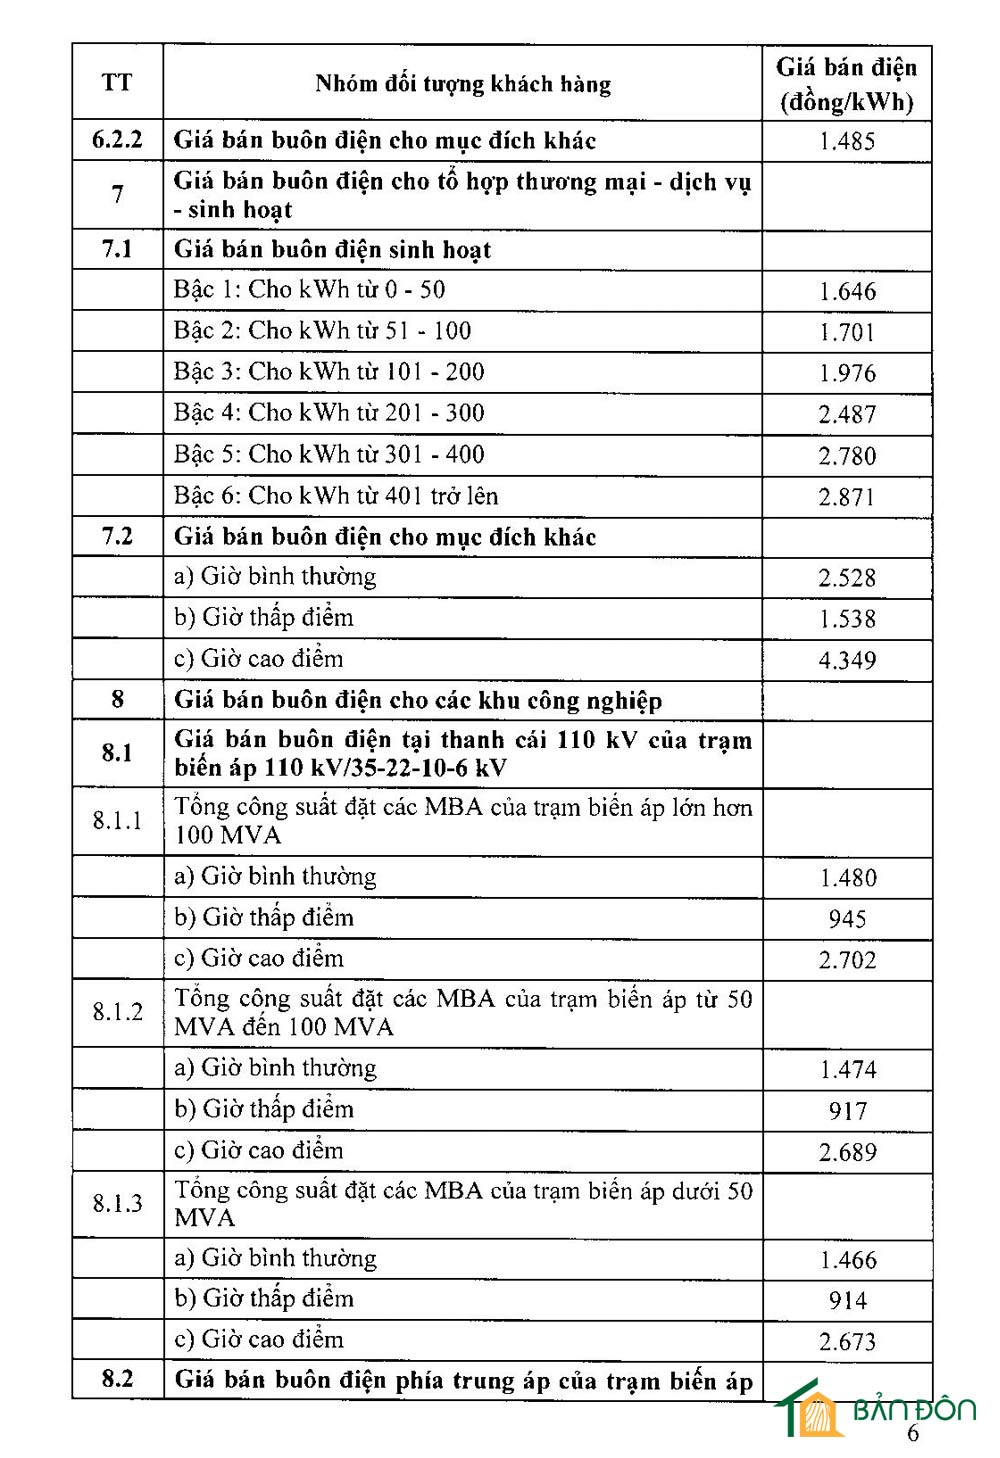 TT
Nhóm đối tượng khách hàng
Giá bán điện
(đồng/kWh)
6.2.2 Giá bán buôn điện cho mục đích khác 1.485
7
Giá bán buôn điện cho tổ hợp thương mại - dịch vụ
- sinh hoạt
7.1 Giá bán buôn điện sinh hoạt
Bậc 1: Cho kWh từ 0 - 50 1.646
Bậc 2: Cho kWh từ 51 - 100 1.701
Bậc 3: Cho kWh từ 101 - 200 1.976
Bậc 4: Cho kWh từ 201 - 300 2.487
Bậc 5: Cho kWh từ 301 - 400 2.780
Bậc 6: Cho kWh từ 401 trở lên 2.871
7.2 Giá bán buôn điện cho mục đích khác
a) Giờ bình thường 2.528
b) Giờ thấp điểm 1.538
c) Giờ cao điểm 4.349
8 Giá bán buôn điện cho các khu công nghiệp
8.1
Giá bán buôn điện tại thanh cái 110 kV của trạm
biến áp 110 kV/35-22-10-6 kV
8.1.1
Tổng công suất đặt các MBA của trạm biến áp lớn hơn
100 MVA
a) Giờ bình thường 1.480
b) Giờ thấp điểm 945
c) Giờ cao điểm 2.702
8.1.2
Tổng công suất đặt các MBA của trạm biến áp từ 50
MVA đến 100 MVA
a) Giờ bình thường 1.474
b) Giờ thấp điểm 917
c) Giờ cao điểm 2.689
8.1.3
Tổng công suất đặt các MBA của trạm biến áp dưới 50
MVA
a) Giờ bình thường 1.466
b) Giờ thấp điểm 914
c) Giờ cao điểm 2.673
8.2 Giá bán buôn điện phía trung áp của trạm biến áp
BẢN ĐÔN
6